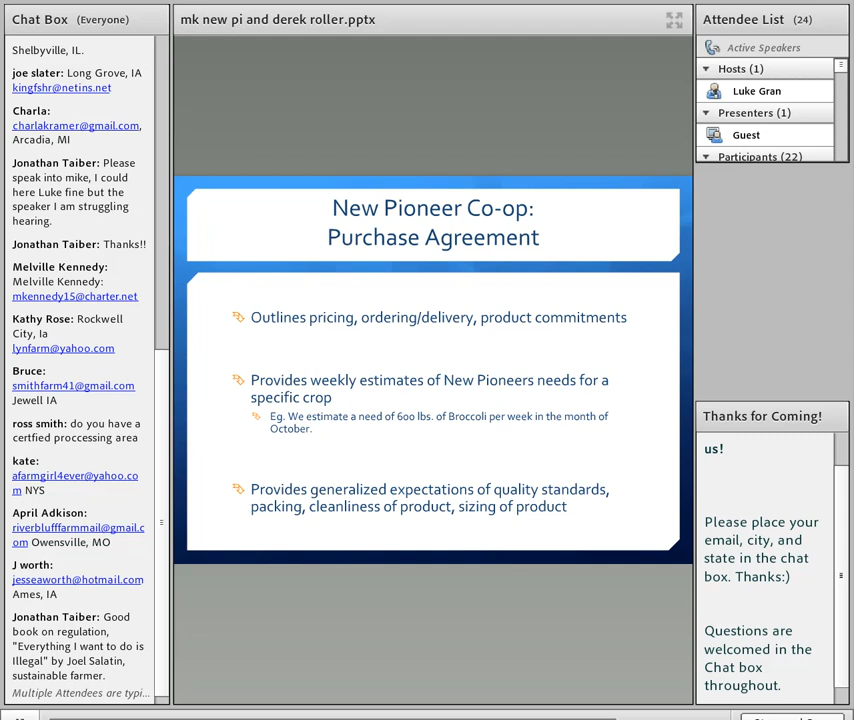 Chat Box (Everyone)
Shelbyville, IL.
joe slater: Long Grove, IA
kingfshr@netins.net
Charla:
charlakramer@gmail.com,
Arcadia, MI
Jonathan Taiber: Please
speak into mike, I could
here Luke fine but the
speaker I am struggling
hearing.
Jonathan Taiber: Thanks!!
Melville Kennedy:
Melville Kennedy:
mkennedy15@charter.net
Kathy Rose: Rockwell
City, Ia
lynfarm@yahoo.com
Bruce:
smithfarm41@gmail.com
Jewell IA
ross smith: do you have a
certfied proccessing area
kate:
afarmgirl4ever@yahoo.co
m NYS
April Adkison:
riverblufffarmmail@gmail.c
om Owensville, MO
J worth:
jesseaworth@hotmail.com
Ames, IA
Jonathan Taiber: Good
book on regulation,
"Everything I want to do is
Illegal" by Joel Salatin,
sustainable farmer.
Multiple Attendees are typi...
mk new pi and derek roller.pptx
New Pioneer Co-op:
Purchase Agreement
Outlines pricing, ordering/delivery, product commitments
Provides weekly estimates of New Pioneers needs for a
specific crop
Eg. We estimate a need of 600 lbs. of Broccoli per week in the month of
October.
Provides generalized expectations of quality standards,
packing, cleanliness of product, sizing of product
Attendee List (24)
Active Speakers
Hosts (1)
Luke Gran
Presenters (1)
Guest
Participants (22)
Thanks for Coming!
us!
Please place your
email, city, and
state in the chat
box. Thanks:)
Questions are
welcomed in the
Chat box
throughout.